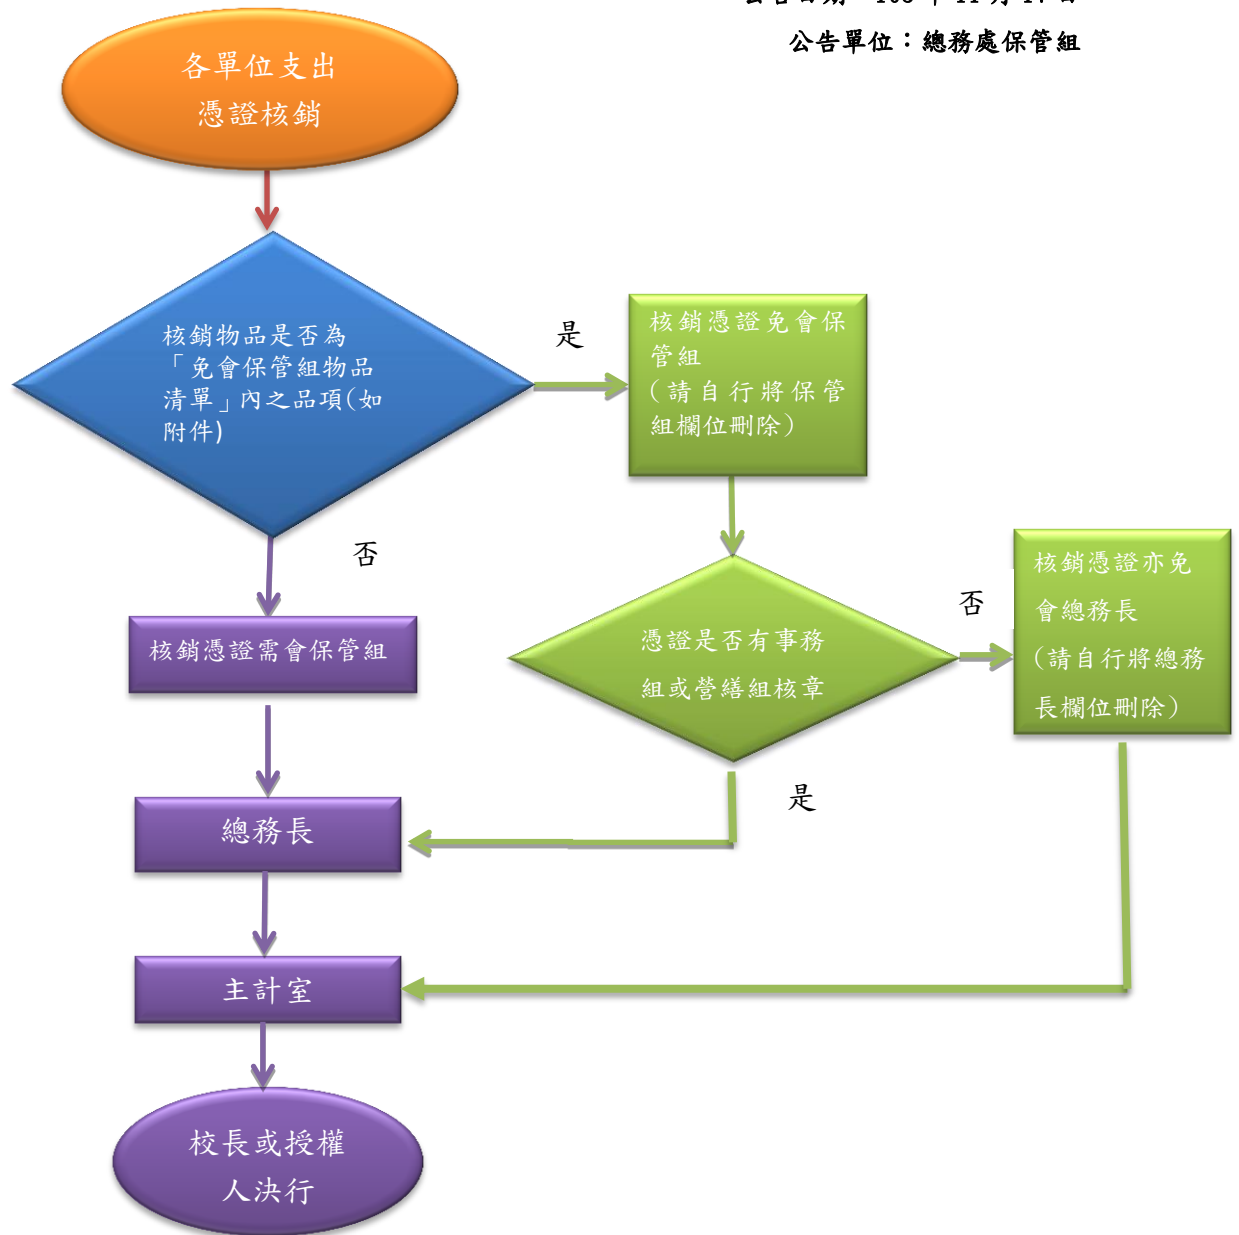 公告單位：總務處保管組
各單位支出
憑證核銷
核銷物品是否為
「免會保管組物品
清單」內之品項(如
附件)
是
核銷憑證免會保
管組
(請自行將保管
組欄位刪除)
否
核銷憑證需會保管組
憑證是否有事務
組或營繕組核章
否
核銷憑證亦免
會總務長
(請自行將總務
長欄位刪除)
是
總務長
主計室
校長或授權
人決行